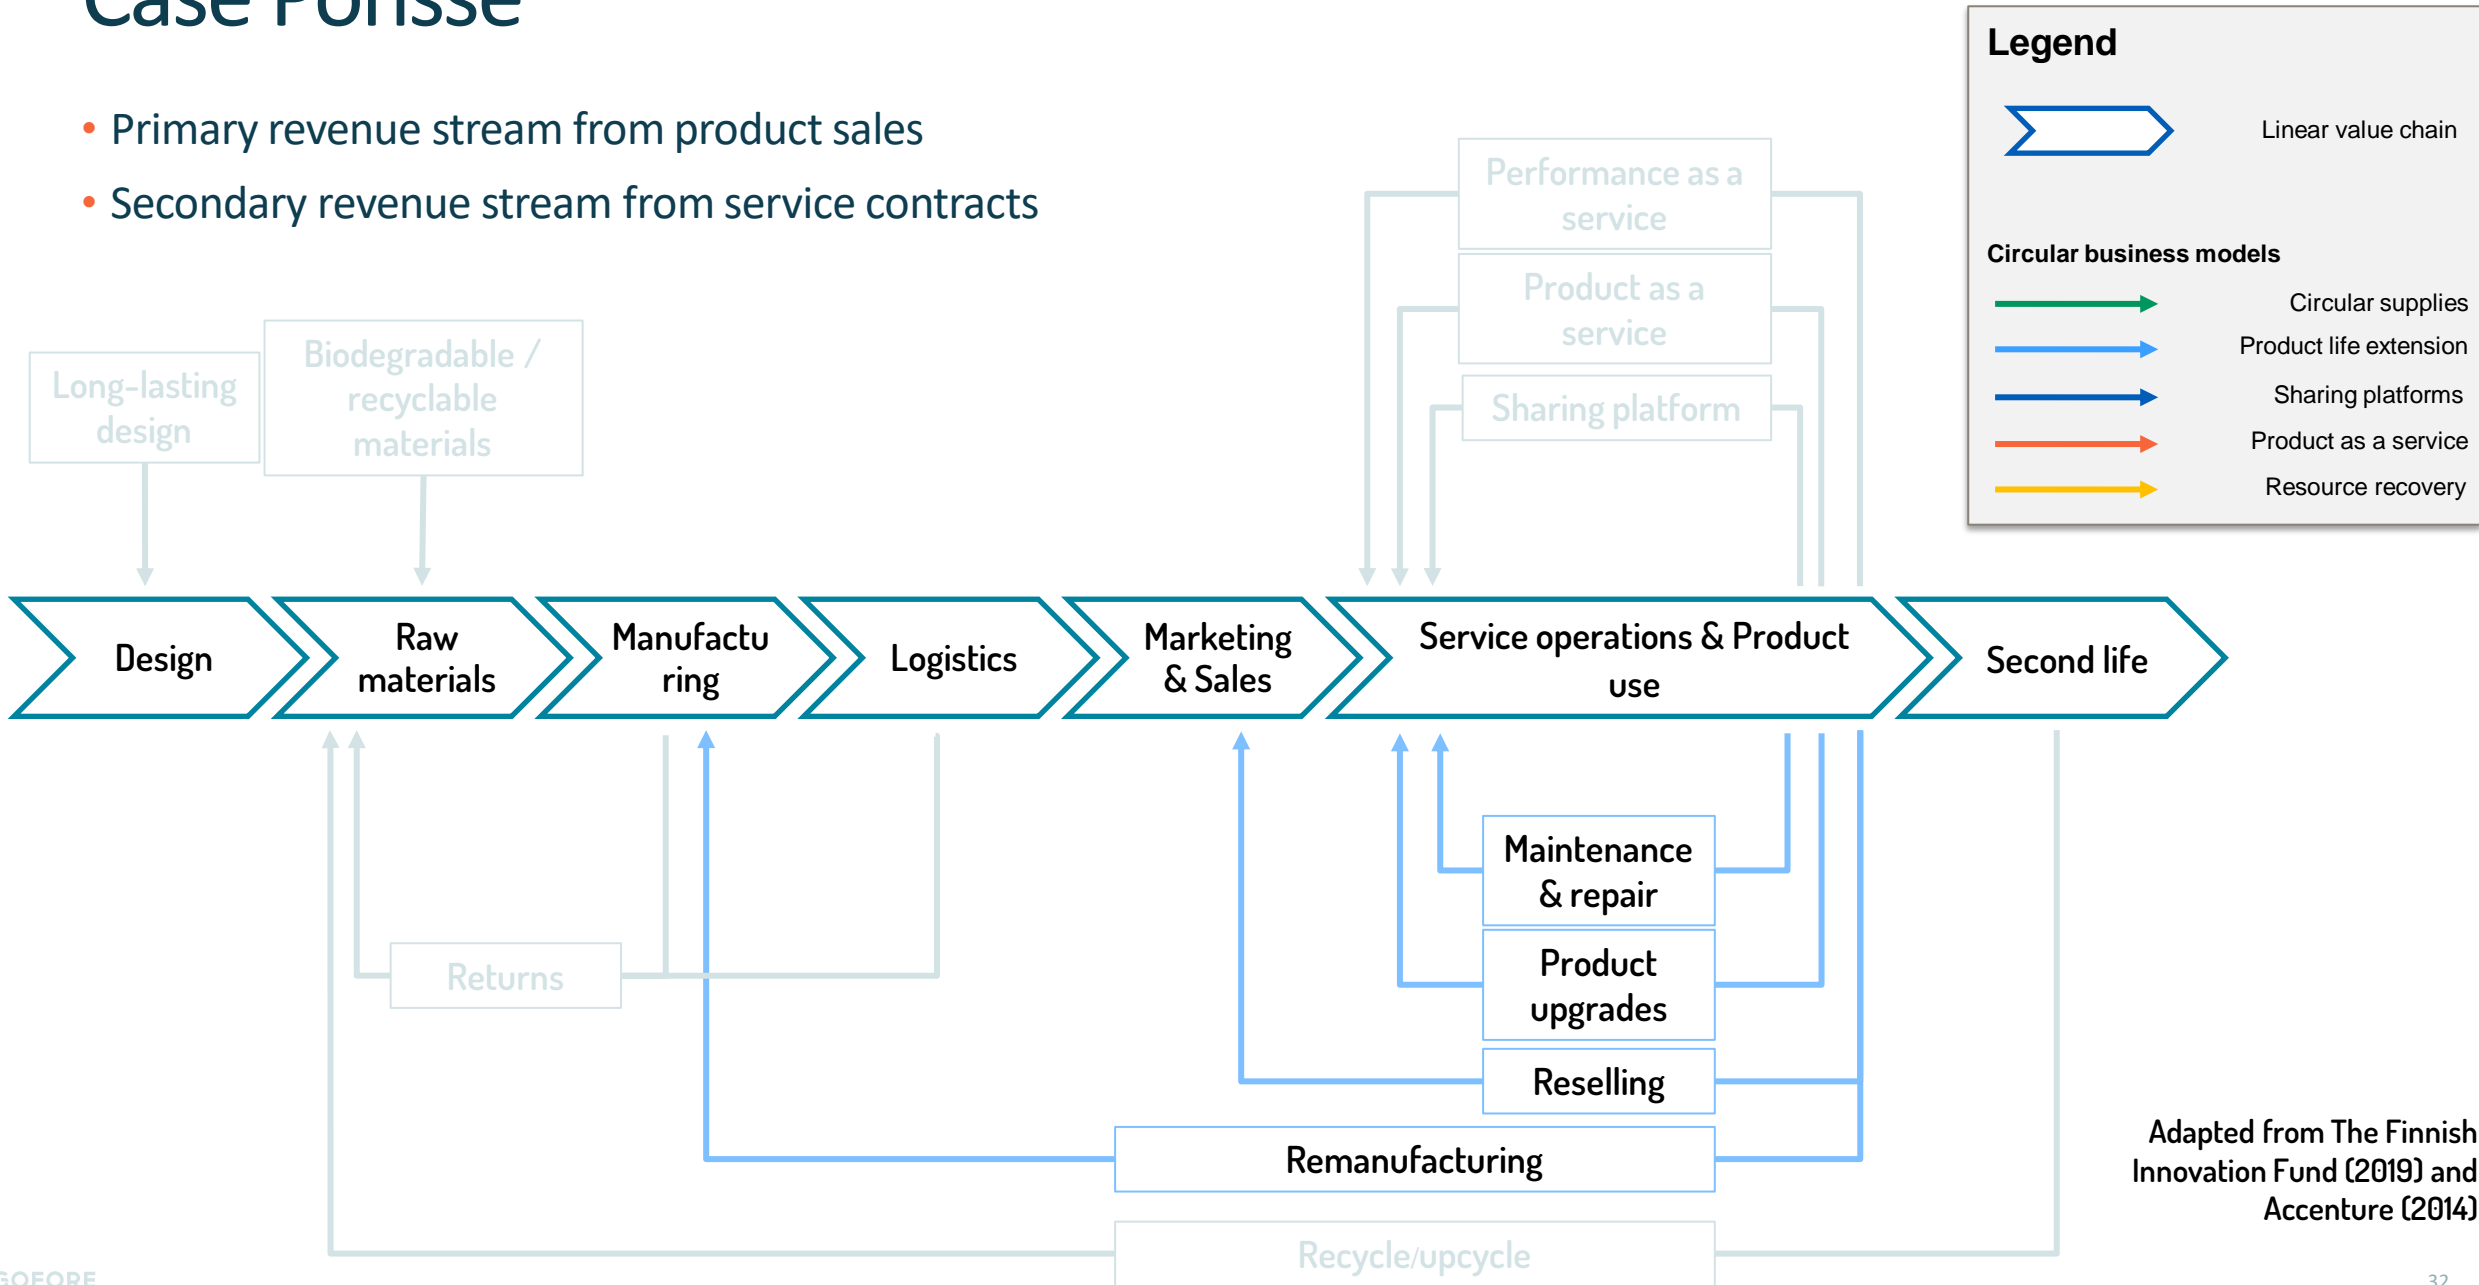 Case Ponsse
• Primary revenue stream from product sales
• Secondary revenue stream from service contracts
Legend
Linear value chain
Circular business models
Circular supplies
Product life extension
Sharing platforms
Product as a service
Resource recovery
Performance as a
service
Product as a
service
Sharing platform
Long-lasting
design
Biodegradable /
recyclable
materials
Design
Raw
materials
Manufactu
ring
Logistics
Marketing
& Sales
Service operations & Product
use
Second life
Maintenance
& repair
Returns
Product
upgrades
Reselling
Remanufacturing
Recycle/upcycle
Adapted from The Finnish
Innovation Fund (2019) and
Accenture (2014)
GOFORE
32